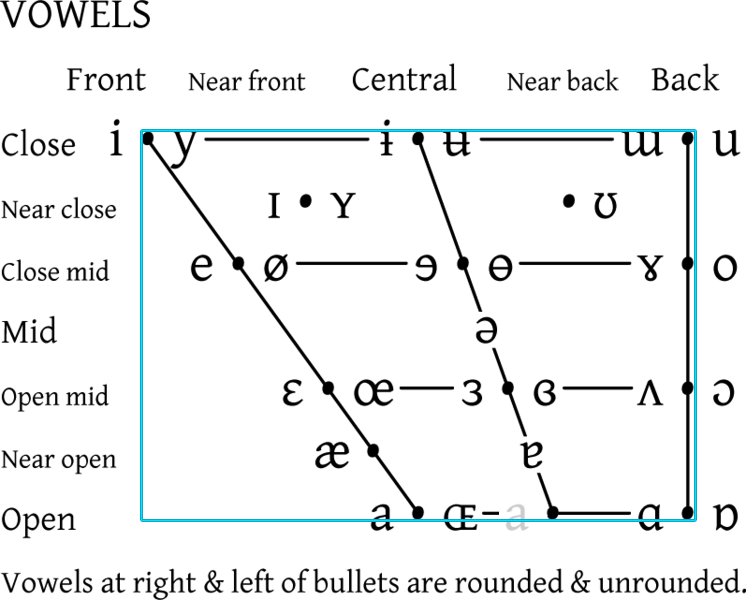 VOWELS
Front Near front Central Near back Back
Close i y ɨ ʉ ɯ u
Near close ɪ ʏ ʊ
Close mid e ø ɘ ɵ ɤ o
Mid ə
Open mid ɛ œ ɜ ɞ ʌ ɔ
Near open æ ɐ
Open a ɶ a ɑ ɒ
Vowels at right & left of bullets are rounded & unrounded.